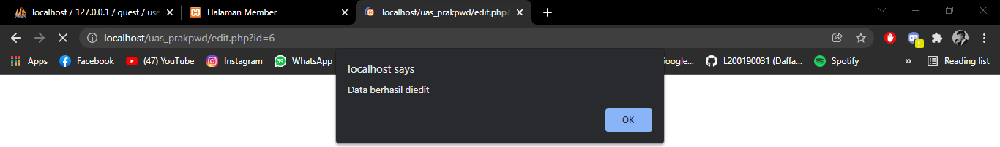 localhost / 127.0.0.1 / guest / use
Halaman Member
localhost/uas_prakpwd/edit.php?
localhost/uas_prakpwd/edit.php?id=6
Apps
Facebook
(47) YouTube
Instagram
39
WhatsApp
oogle...
L200190031 (Daffa...
Spotify
»
Reading list
localhost says
Data berhasil diedit
OK